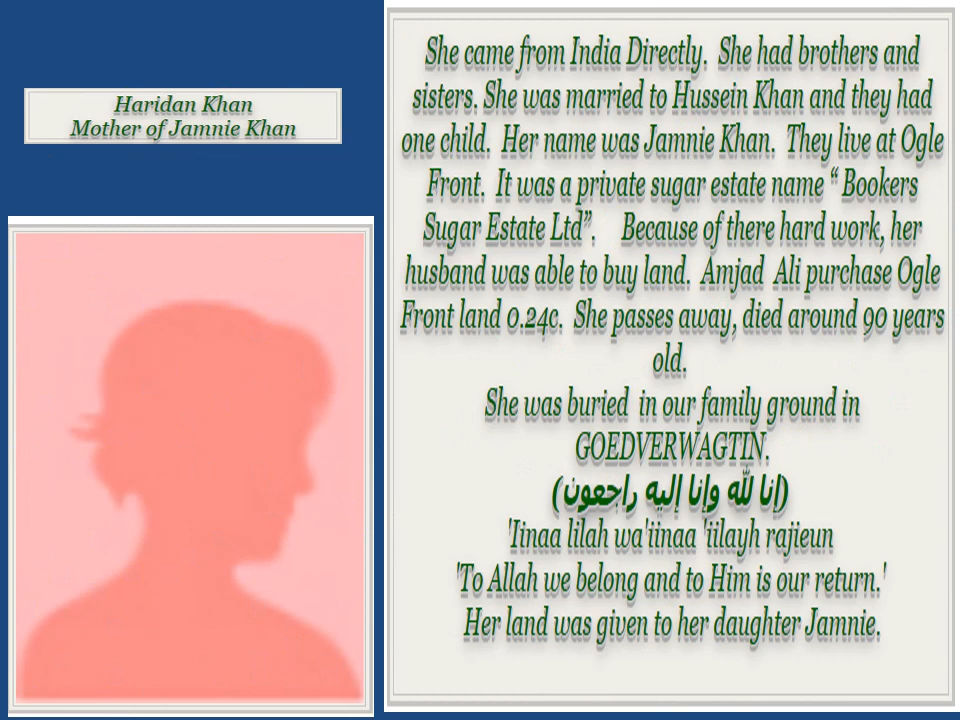 Haridan Khan
Mother of Jamnie Khan
She came from India Directly. She had brothers and
sisters. She was married to Hussein Khan and they had
one child. Her name was Jamnie Khan. They live at Ogle
Front. It was a private sugar estate name “ Bookers
Sugar Estate Ltd”. Because of there hard work, her
husband was able to buy land. Amjad Ali purchase Ogle
Front land 0.24c. She passes away, died around 90 years
old.
She was buried in our family ground in
GOEDVERWAGTIN.
(إنا لله وإنا إليه راجعون)
'Iinaa lilah wa'iinaa 'iilayh rajieun
'To Allah we belong and to Him is our return.'
Her land was given to her daughter Jamnie.